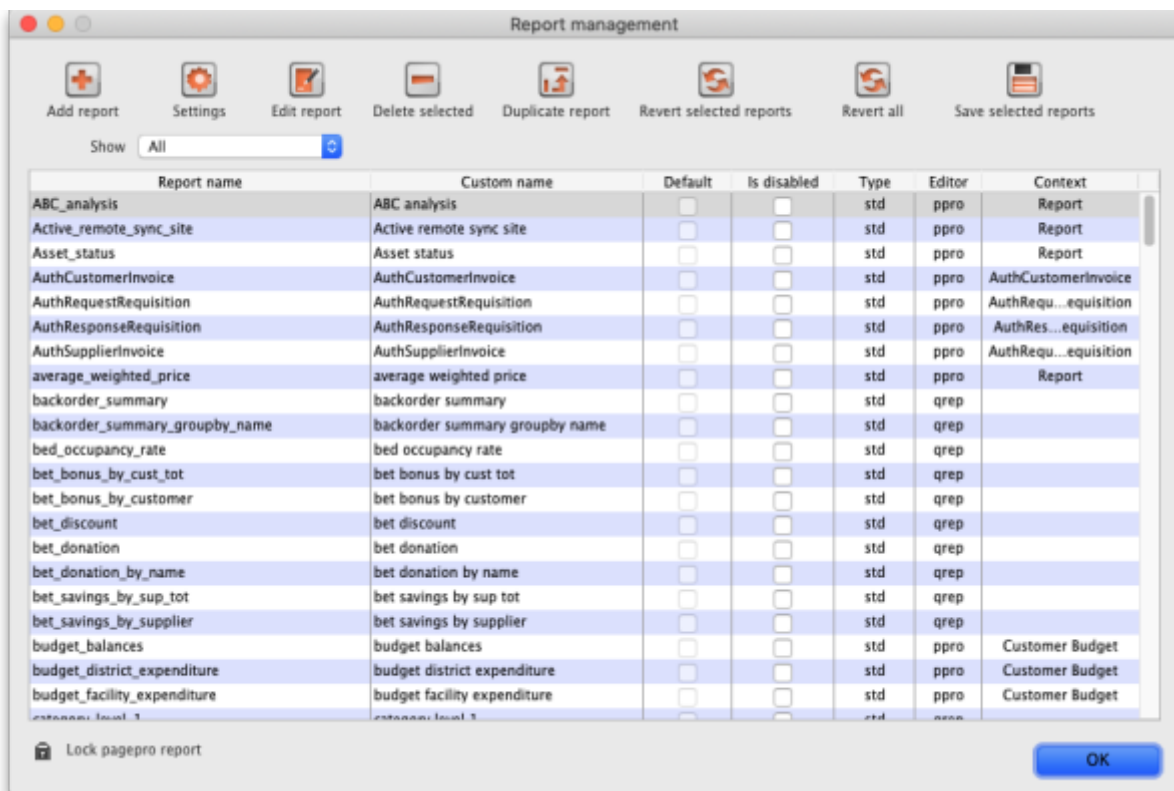 Report management
Add report Settings Edit report Delete selected Duplicate report Revert selected reports Revert all Save selected reports
Show All
Report name Custom name Default Is disabled Type Editor Context
ABC_analysis ABC analysis std ppro Report
Active_remote_sync_site Active remote sync site std ppro Report
Asset_status Asset status std ppro Report
AuthCustomerInvoice AuthCustomerInvoice std ppro AuthCustomerInvoice
AuthRequestRequisition AuthRequestRequisition std ppro AuthRequ...equisition
AuthResponseRequisition AuthResponseRequisition std ppro AuthRes...equisition
AuthSupplierInvoice AuthSupplierInvoice std ppro AuthRequ...equisition
average_weighted_price average weighted price std ppro Report
backorder_summary backorder summary std qrep
backorder_summary_groupby_name backorder summary groupby name std qrep
bed_occupancy_rate bed occupancy rate std qrep
bet_bonus_by_cust_tot bet bonus by cust tot std qrep
bet_bonus_by_customer bet bonus by customer std qrep
bet_discount bet discount std qrep
bet_donation bet donation std qrep
bet_donation_by_name bet donation by name std qrep
bet_savings_by_sup_tot bet savings by sup tot std qrep
bet_savings_by_supplier bet savings by supplier std qrep
budget_balances budget balances std ppro Customer Budget
budget_district_expenditure budget district expenditure std ppro Customer Budget
budget_facility_expenditure budget facility expenditure std ppro Customer Budget
category_level_1 category level 1 std qrep
Lock pagepro report
OK